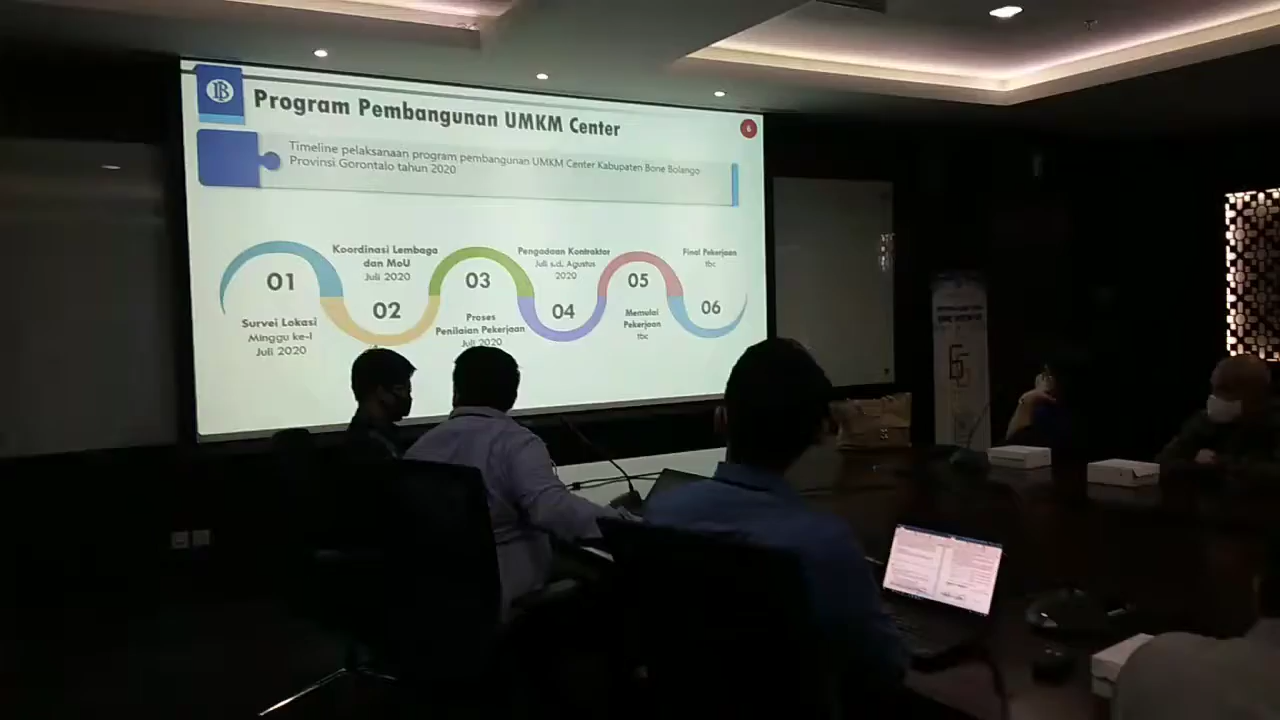 Program Pembangunan UMKM Center
6
Timeline pelaksanaan program pembangunan UMKM Center Kabupaten Bone Bolango
Provinsi Gorontalo tahun 2020
01
Survei Lokasi
Minggu ke-I
Juli 2020
Koordinasi Lembaga
dan MoU
Juli 2020
02
03
Proses
Penilaian Pekerjaan
Juli 2020
Pengadaan Kontraktor
Juli s.d. Agustus
2020
04
05
Memulai
Pekerjaan
tbc
Final Pekerjaan
tbc
06